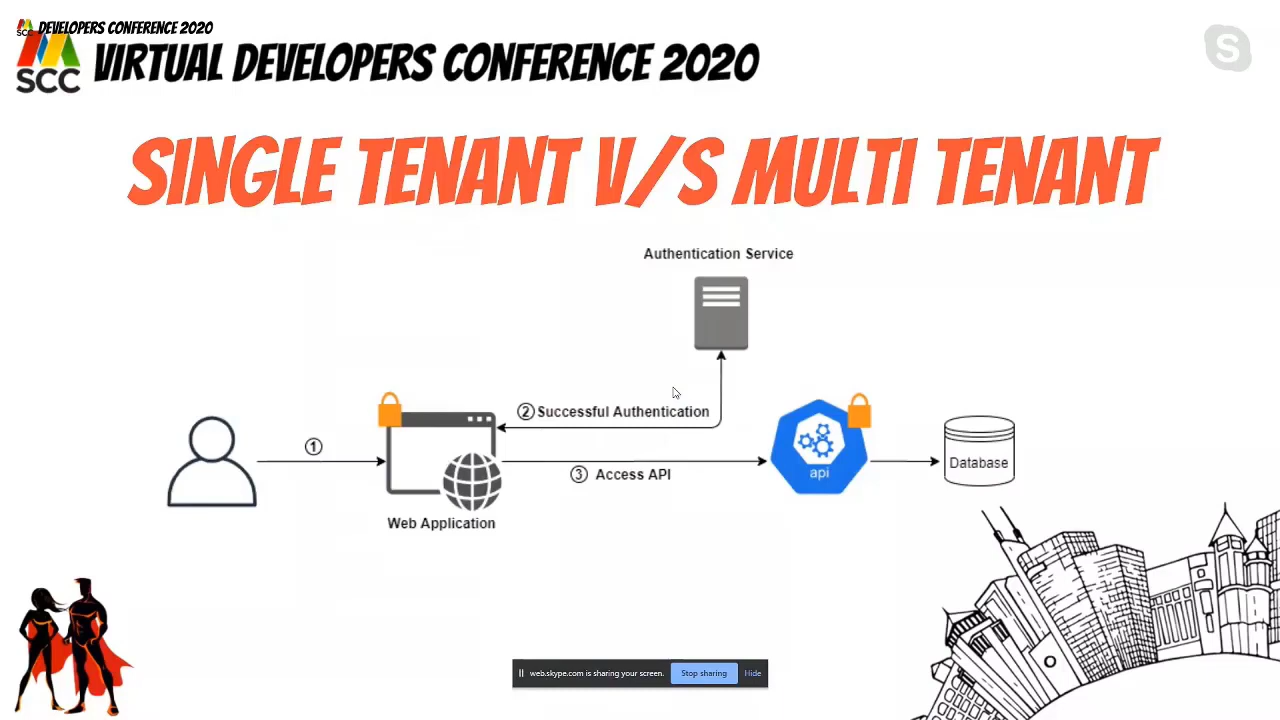 SCC DEVELOPERS CONFERENCE 2020
SCC VIRTUAL DEVELOPERS CONFERENCE 2020
S
SINGLE TENANT V/S MULTI TENANT
Authentication Service
② Successful Authentication
①
③ Access API
api
Database
Web Application
web.skype.com is sharing your screen. Stop sharing Hide